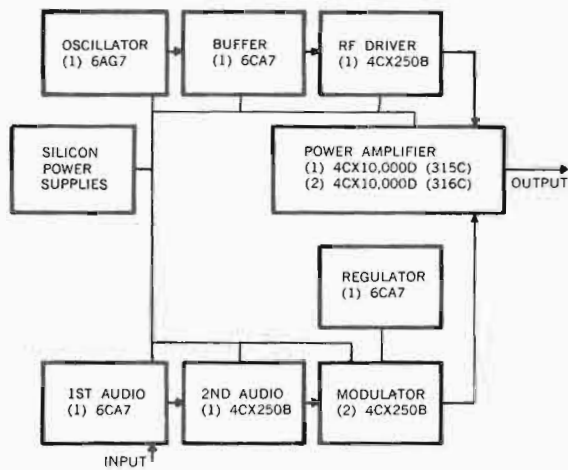 OSCILLATOR
(1) 6AG7
BUFFER
(1) 6CA7
RF DRIVER
(1) 4CX250B
SILICON
POWER
SUPPLIES
POWER AMPLIFIER
(1) 4CX10,000D (315C)
(2) 4CX10,000D (316C)
OUTPUT
REGULATOR
(1) 6CA7
1ST AUDIO
(1) 6CA7
2ND AUDIO
(1) 4CX250B
MODULATOR
(2) 4CX250B
INPUT